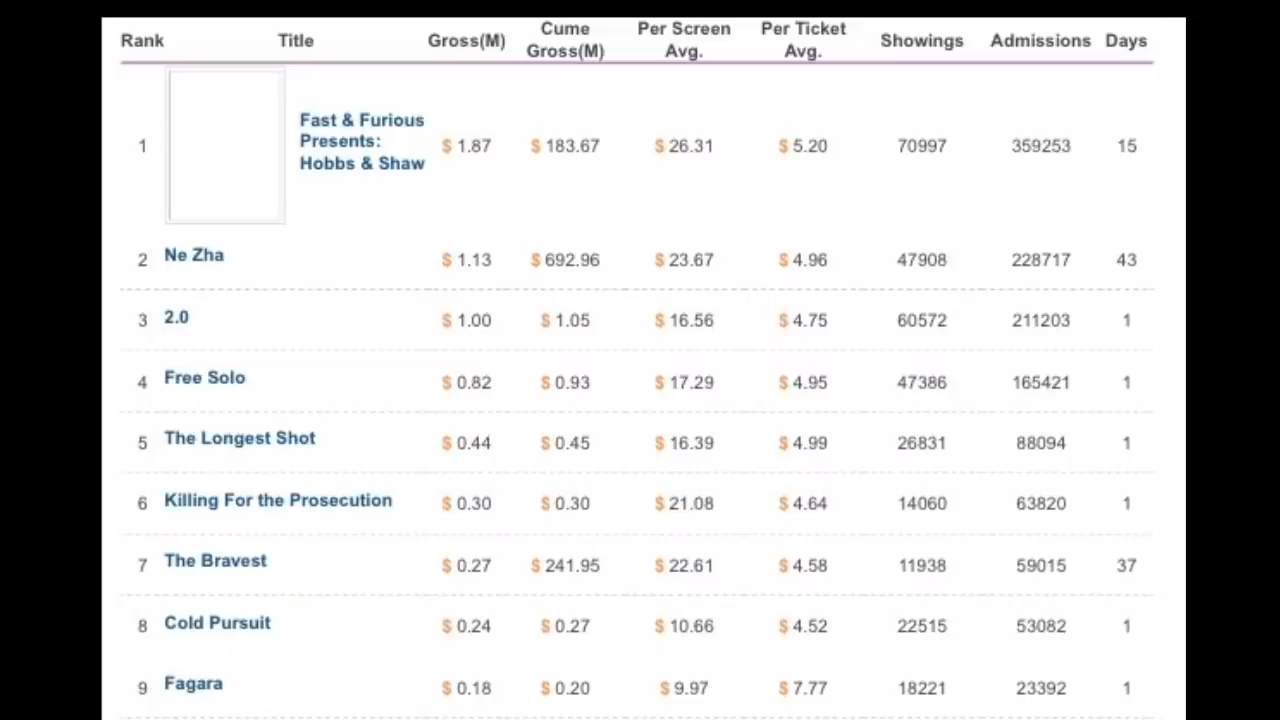 Rank Title Gross(M) Cume Gross(M) Per Screen Avg. Per Ticket Avg. Showings Admissions Days
1 Fast & Furious Presents: Hobbs & Shaw $ 1.87 $ 183.67 $ 26.31 $ 5.20 70997 359253 15
2 Ne Zha $ 1.13 $ 692.96 $ 23.67 $ 4.96 47908 228717 43
3 2.0 $ 1.00 $ 1.05 $ 16.56 $ 4.75 60572 211203 1
4 Free Solo $ 0.82 $ 0.93 $ 17.29 $ 4.95 47386 165421 1
5 The Longest Shot $ 0.44 $ 0.45 $ 16.39 $ 4.99 26831 88094 1
6 Killing For the Prosecution $ 0.30 $ 0.30 $ 21.08 $ 4.64 14060 63820 1
7 The Bravest $ 0.27 $ 241.95 $ 22.61 $ 4.58 11938 59015 37
8 Cold Pursuit $ 0.24 $ 0.27 $ 10.66 $ 4.52 22515 53082 1
9 Fagara $ 0.18 $ 0.20 $ 9.97 $ 7.77 18221 23392 1